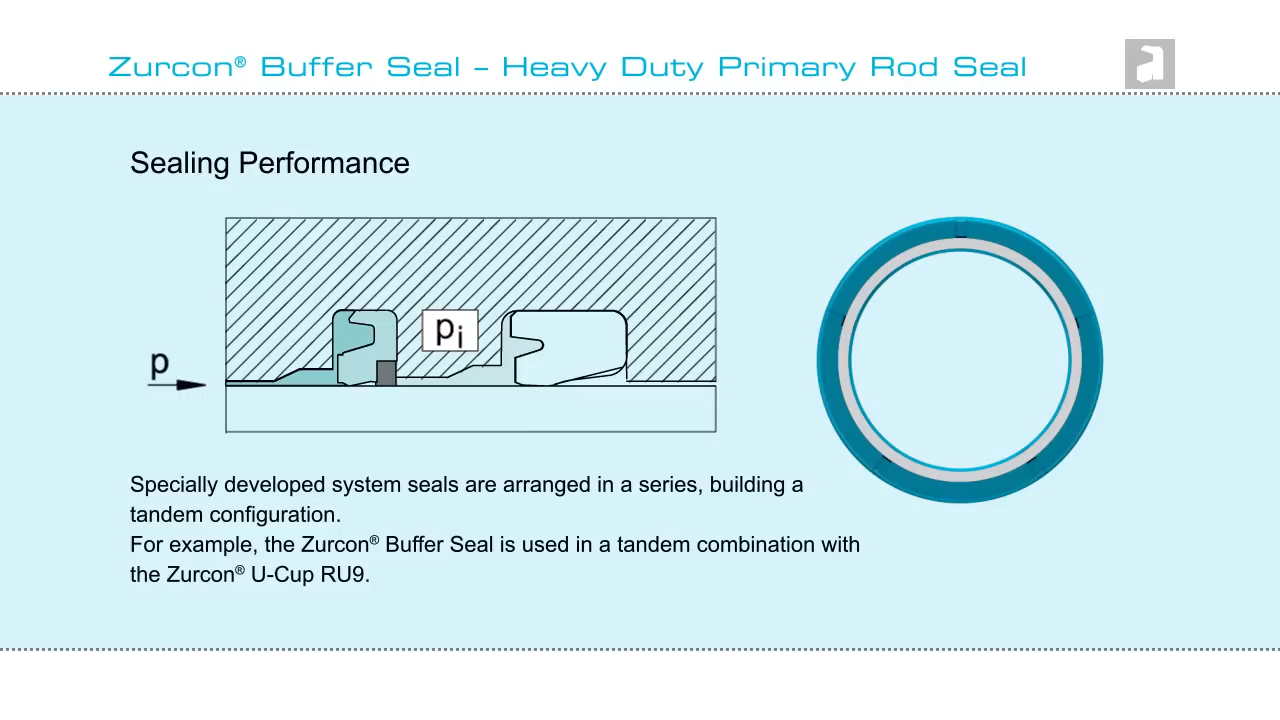 Zurcon® Buffer Seal – Heavy Duty Primary Rod Seal
Sealing Performance
pi
p
Specially developed system seals are arranged in a series, building a
tandem configuration.
For example, the Zurcon® Buffer Seal is used in a tandem combination with
the Zurcon® U-Cup RU9.